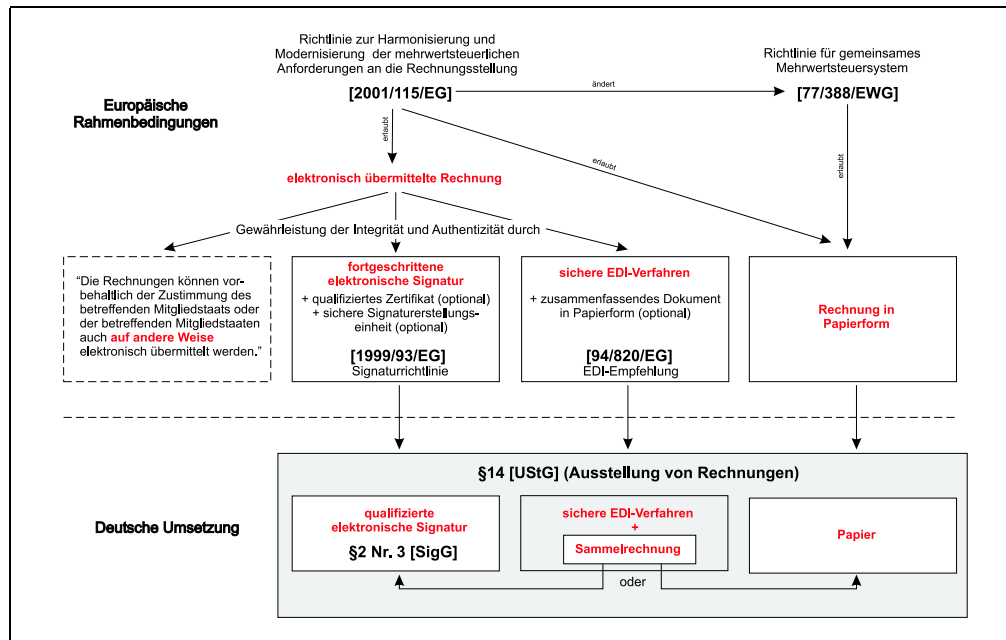 Richtlinie zur Harmonisierung und
Modernisierung der mehrwertsteuerlichen
Anforderungen an die Rechnungsstellung
[2001/115/EG]
ändert
Richtlinie für gemeinsames
Mehrwertsteuersystem
[77/388/EWG]
Europäische
Rahmenbedingungen
erlaubt
erlaubt
erlaubt
elektronisch übermittelte Rechnung
Gewährleistung der Integrität und Authentizität durch
“Die Rechnungen können vor-
behaltlich der Zustimmung des
betreffenden Mitgliedstaats oder
der betreffenden Mitgliedstaaten
auch auf andere Weise
elektronisch übermittelt werden.”
fortgeschrittene
elektronische Signatur
+ qualifiziertes Zertifikat (optional)
+ sichere Signaturerstellungs-
einheit (optional)
[1999/93/EG]
Signaturrichtlinie
sichere EDI-Verfahren
+ zusammenfassendes Dokument
in Papierform (optional)
[94/820/EG]
EDI-Empfehlung
Rechnung in
Papierform
Deutsche Umsetzung
§14 [UStG] (Ausstellung von Rechnungen)
qualifizierte
elektronische Signatur
§2 Nr. 3 [SigG]
sichere EDI-Verfahren
+
Sammelrechnung
oder
Papier